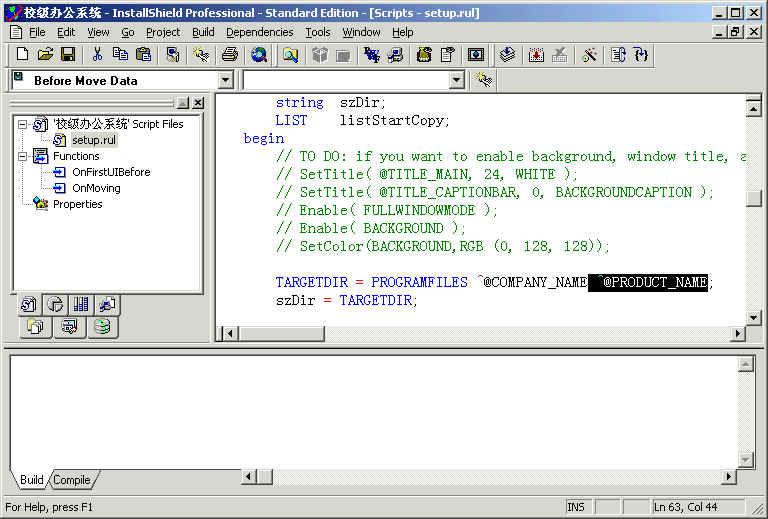 校级办公系统 - InstallShield Professional - Standard Edition - [Scripts - setup.rul]
File Edit View Go Project Build Dependencies Tools Window Help
Before Move Data
string szDir;
LIST listStartCopy;
begin
// TO DO: if you want to enable background, window title, a
// SetTitle( @TITLE_MAIN, 24, WHITE );
// SetTitle( @TITLE_CAPTIONBAR, 0, BACKGROUNDCAPTION );
// Enable( FULLWINDOWMODE );
// Enable( BACKGROUND );
// SetColor(BACKGROUND,RGB (0, 128, 128));
TARGETDIR = PROGRAMFILES ^@COMPANY_NAME ^@PRODUCT_NAME;
szDir = TARGETDIR;
'校级办公系统' Script Files
setup.rul
Functions
OnFirstUIBefore
OnMoving
Properties
Build Compile
For Help, press F1
INS
Ln 63, Col 44